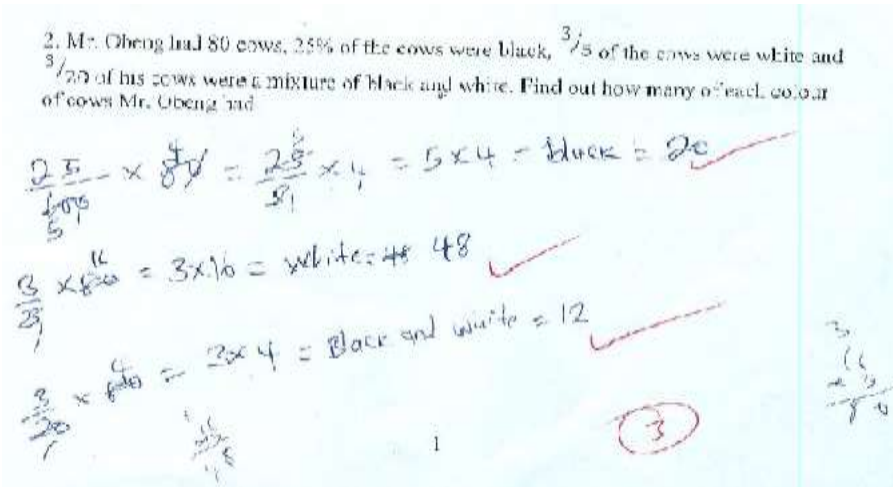 2. Mr. Obeng had 80 cows, 25% of the cows were black, 3/5 of the cows were white and
3/20 of his cows were a mixture of black and white. Find out how many of each colour
of cows Mr. Obeng had
25/100 × 80 = 25/5 × 4 = 5×4 = black = 20
3/5 × 80 = 3×16 = white = 48
3/20 × 80 = 3×4 = Black and white = 12
3
16
1
3